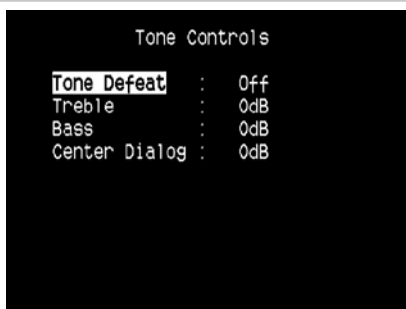 Tone Controls
Tone Defeat : Off
Treble : 0dB
Bass : 0dB
Center Dialog : 0dB